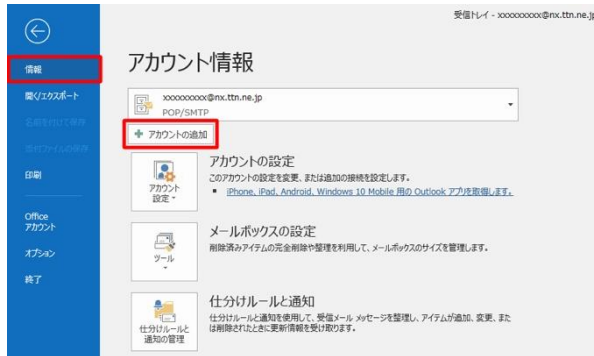 受信トレイ - xxxxxxxxx@nx.ttn.ne.jp
情報
開く/エクスポート
名前を付けて保存
添付ファイルの保存
印刷
Office
アカウント
オプション
終了
アカウント情報
xxxxxxxxx@nx.ttn.ne.jp
POP/SMTP
アカウントの追加
アカウント
設定
アカウントの設定
このアカウントの設定を変更、または追加の接続を設定します。
iPhone、iPad、Android、Windows 10 Mobile 用の Outlook アプリを取得します。
ツール
メールボックスの設定
削除済みアイテムの完全削除や整理を利用して、メールボックスのサイズを管理します。
仕分けルールと
通知の管理
仕分けルールと通知
仕分けルールと通知を使用して、受信メール メッセージを整理し、アイテムが追加、変更、また
は削除されたときに更新情報を受け取ります。